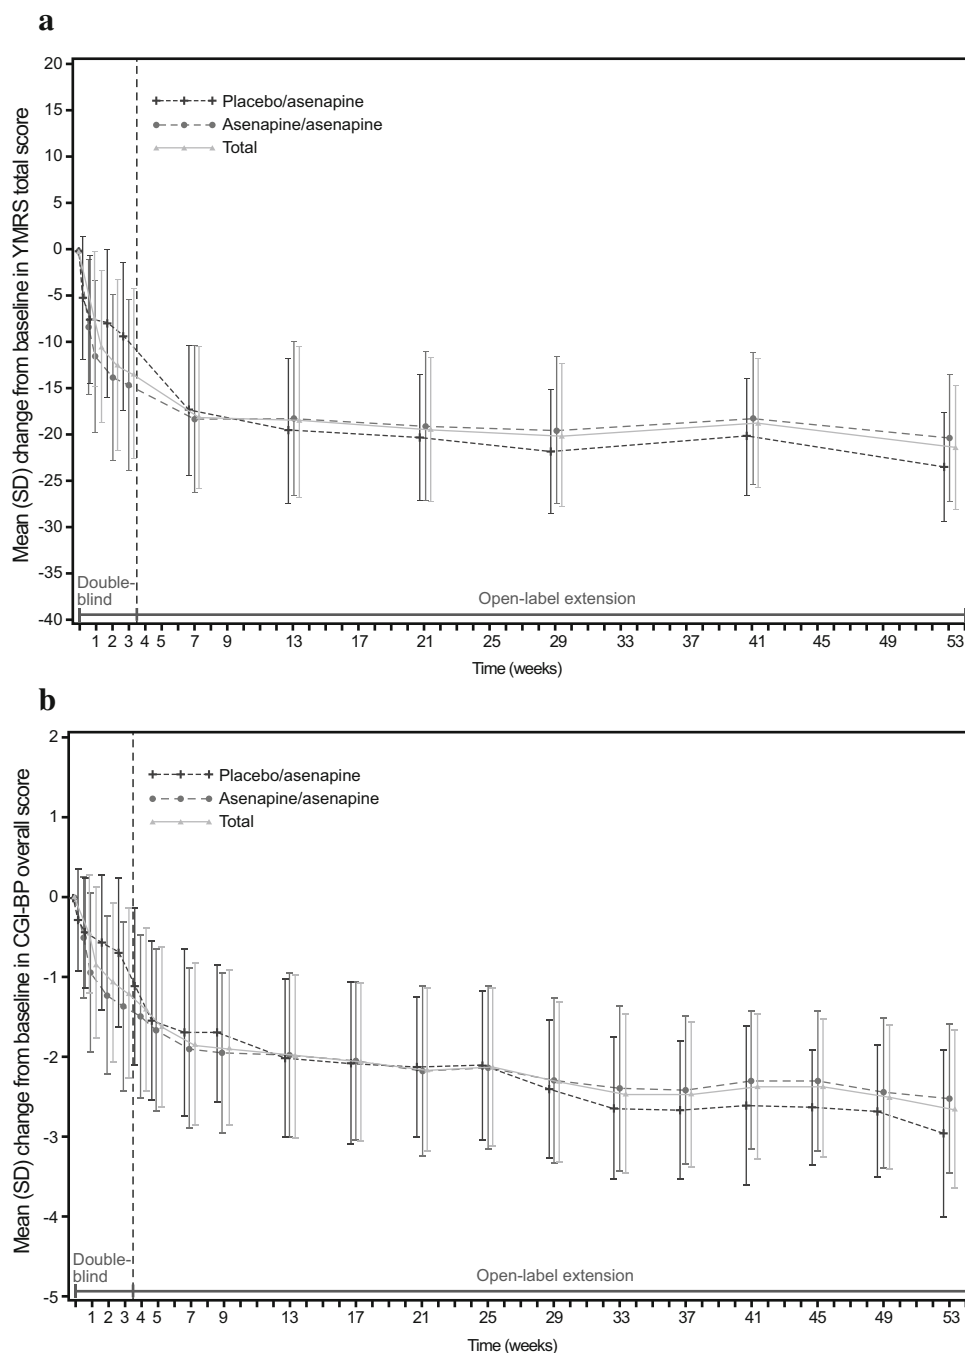 a
Mean (SD) change from baseline in YMRS total score
20
15
10
5
0
-5
-10
-15
-20
-25
-30
-35
-40
Placebo/asenapine
Asenapine/asenapine
Total
Double-
blind
Open-label extension
1 2 3 4 5 7 9 13 17 21 25 29 33 37 41 45 49 53
Time (weeks)
b
Mean (SD) change from baseline in CGI-BP overall score
2
1
0
-1
-2
-3
-4
-5
Placebo/asenapine
Asenapine/asenapine
Total
Double-
blind
Open-label extension
1 2 3 4 5 7 9 13 17 21 25 29 33 37 41 45 49 53
Time (weeks)